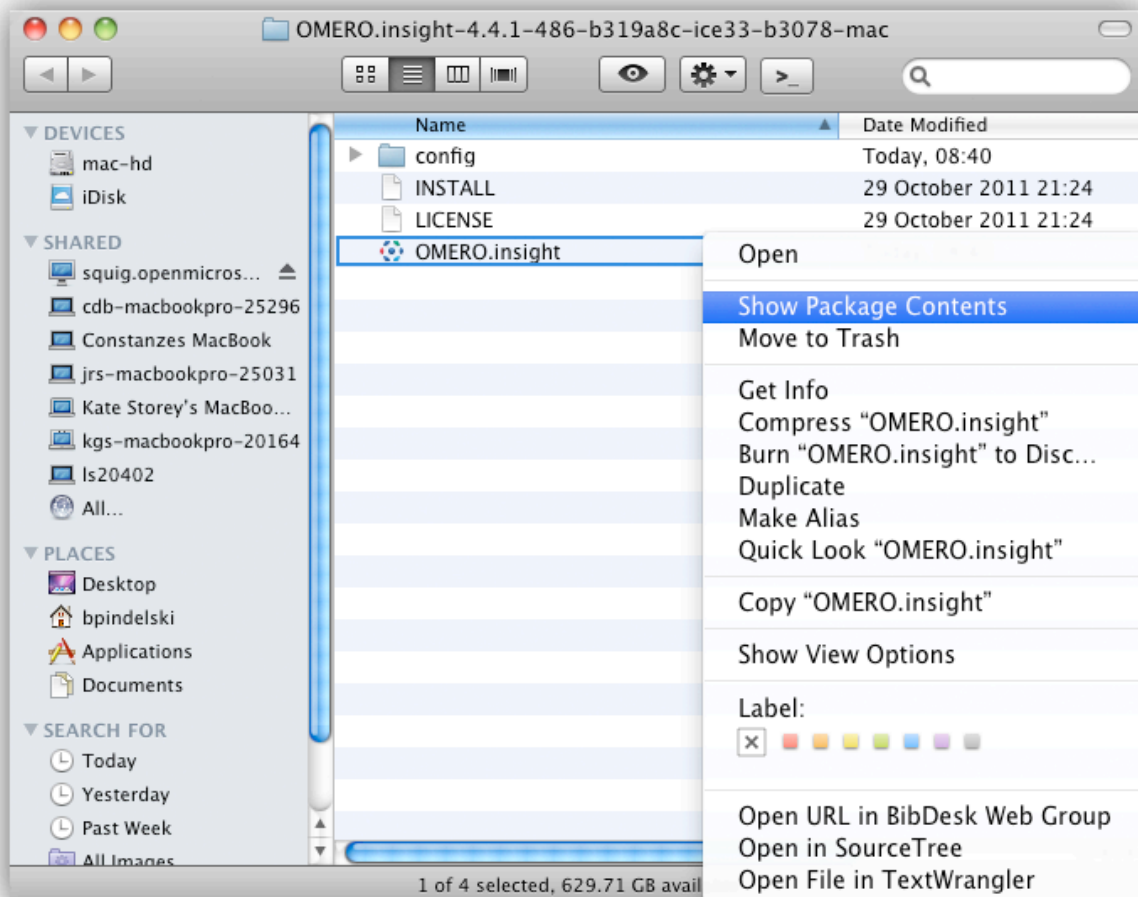 OMERO.insight-4.4.1-486-b319a8c-ice33-b3078-mac
DEVICES
mac-hd
iDisk
SHARED
squig.openmicros...
cdb-macbookpro-25296
Constanzes MacBook
jrs-macbookpro-25031
Kate Storey's MacBoo...
kgs-macbookpro-20164
ls20402
All...
PLACES
Desktop
bpindelski
Applications
Documents
SEARCH FOR
Today
Yesterday
Past Week
All Images
Name Date Modified
config Today, 08:40
INSTALL 29 October 2011 21:24
LICENSE 29 October 2011 21:24
OMERO.insight
Open
Show Package Contents
Move to Trash
Get Info
Compress “OMERO.insight”
Burn “OMERO.insight” to Disc...
Duplicate
Make Alias
Quick Look “OMERO.insight”
Copy “OMERO.insight”
Show View Options
Label:
Open URL in BibDesk Web Group
Open in SourceTree
Open File in TextWrangler
1 of 4 selected, 629.71 GB avail